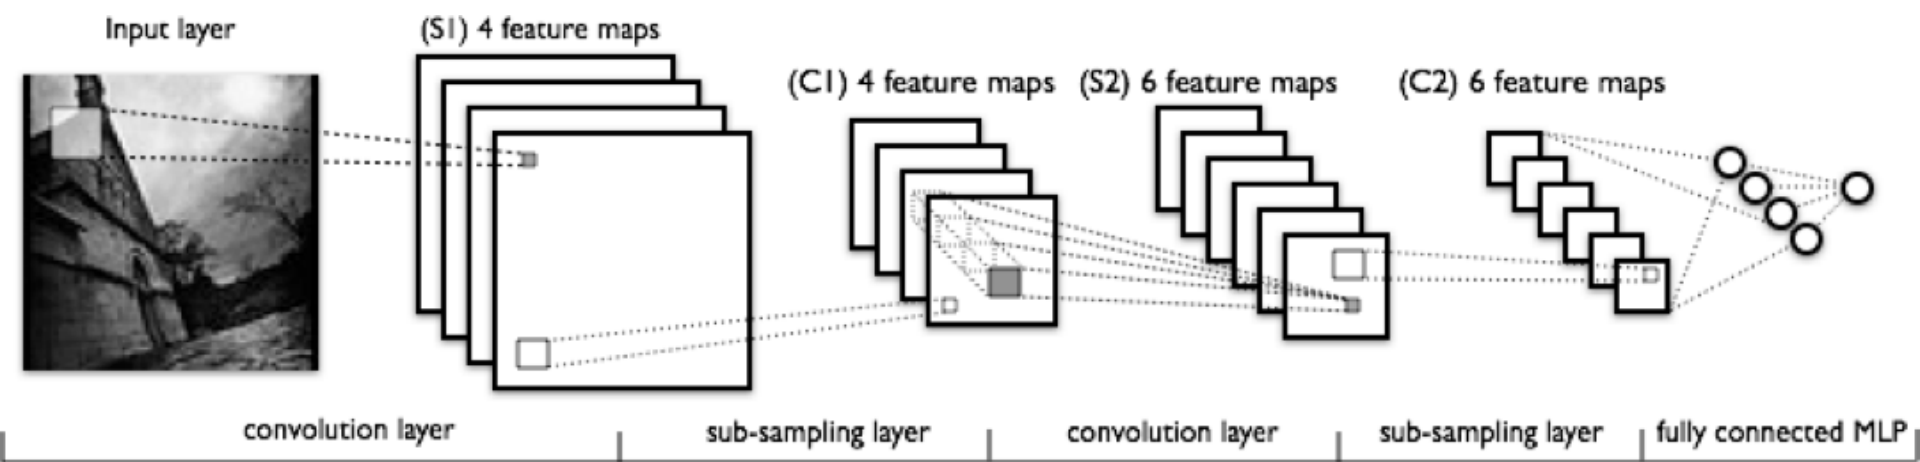 Input layer
(S1) 4 feature maps
(C1) 4 feature maps
(S2) 6 feature maps
(C2) 6 feature maps
convolution layer
sub-sampling layer
convolution layer
sub-sampling layer
fully connected MLP